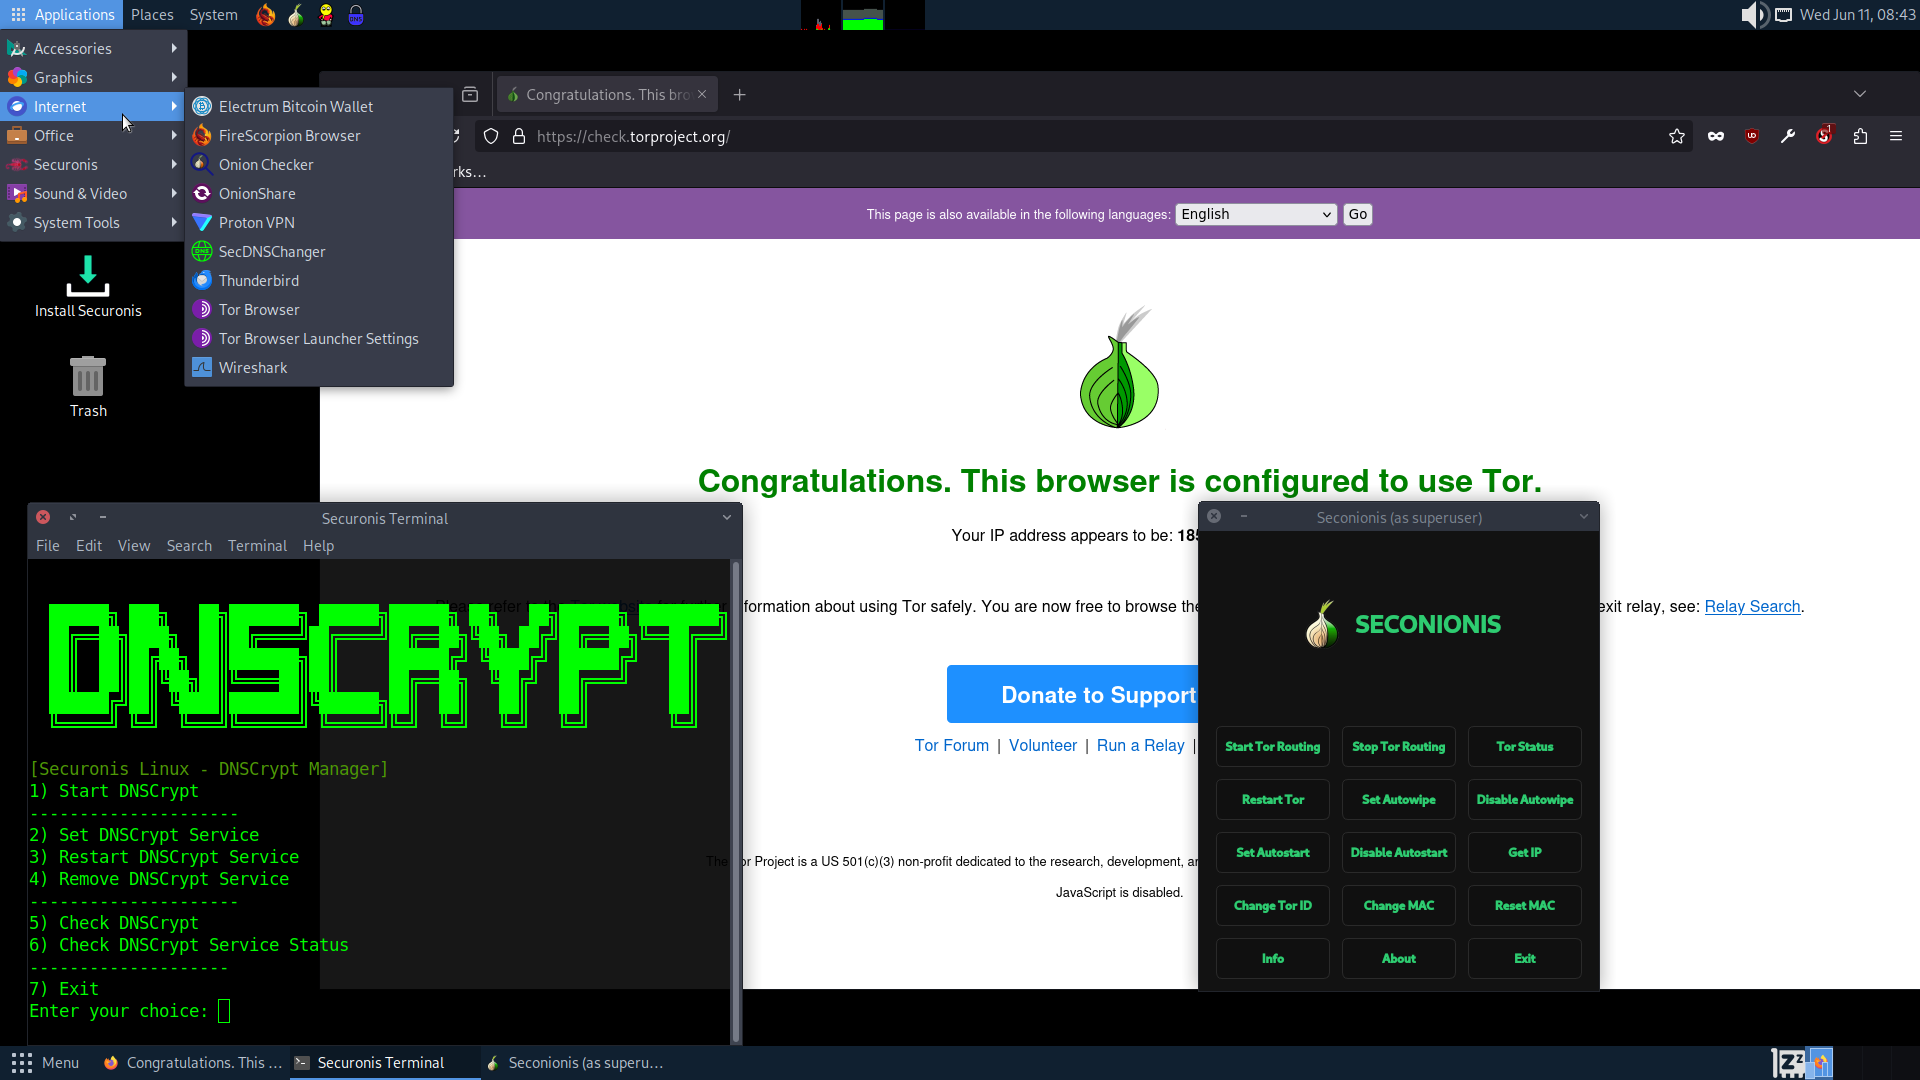 Applications Places System
Wed Jun 11, 08:43
Accessories
Graphics
Internet
Office
Securonis
Sound & Video
System Tools
Electrum Bitcoin Wallet
FireScorpion Browser
Onion Checker
OnionShare
Proton VPN
SecDNSChanger
Thunderbird
Tor Browser
Tor Browser Launcher Settings
Wireshark
Install Securonis
Trash
Congratulations. This bro
https://check.torproject.org/
rks…
This page is also available in the following languages: English Go
Congratulations. This browser is configured to use Tor.
Your IP address appears to be: 185
formation about using Tor safely. You are now free to browse the
exit relay, see: Relay Search.
Donate to Support
Tor Forum | Volunteer | Run a Relay |
The Tor Project is a US 501(c)(3) non-profit dedicated to the research, development, an
JavaScript is disabled.
Securonis Terminal
File Edit View Search Terminal Help
DNSCRYPT
[Securonis Linux - DNSCrypt Manager]
1) Start DNSCrypt
---------------------
2) Set DNSCrypt Service
3) Restart DNSCrypt Service
4) Remove DNSCrypt Service
---------------------
5) Check DNSCrypt
6) Check DNSCrypt Service Status
--------------------
7) Exit
Enter your choice:
Seconionis (as superuser)
SECONIONIS
Start Tor Routing Stop Tor Routing Tor Status
Restart Tor Set Autowipe Disable Autowipe
Set Autostart Disable Autostart Get IP
Change Tor ID Change MAC Reset MAC
Info About Exit
Menu Congratulations. This ... Securonis Terminal Seconionis (as superu...